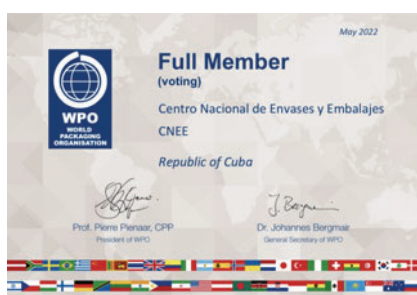 May 2022
Full Member
(voting)
Centro Nacional de Envases y Embalajes
CNEE
Republic of Cuba
WPO
WORLD
PACKAGING
ORGANISATION
Prof. Pierre Pienaar, CPP
President of WPO
Dr. Johannes Bergmair
General Secretary of WPO